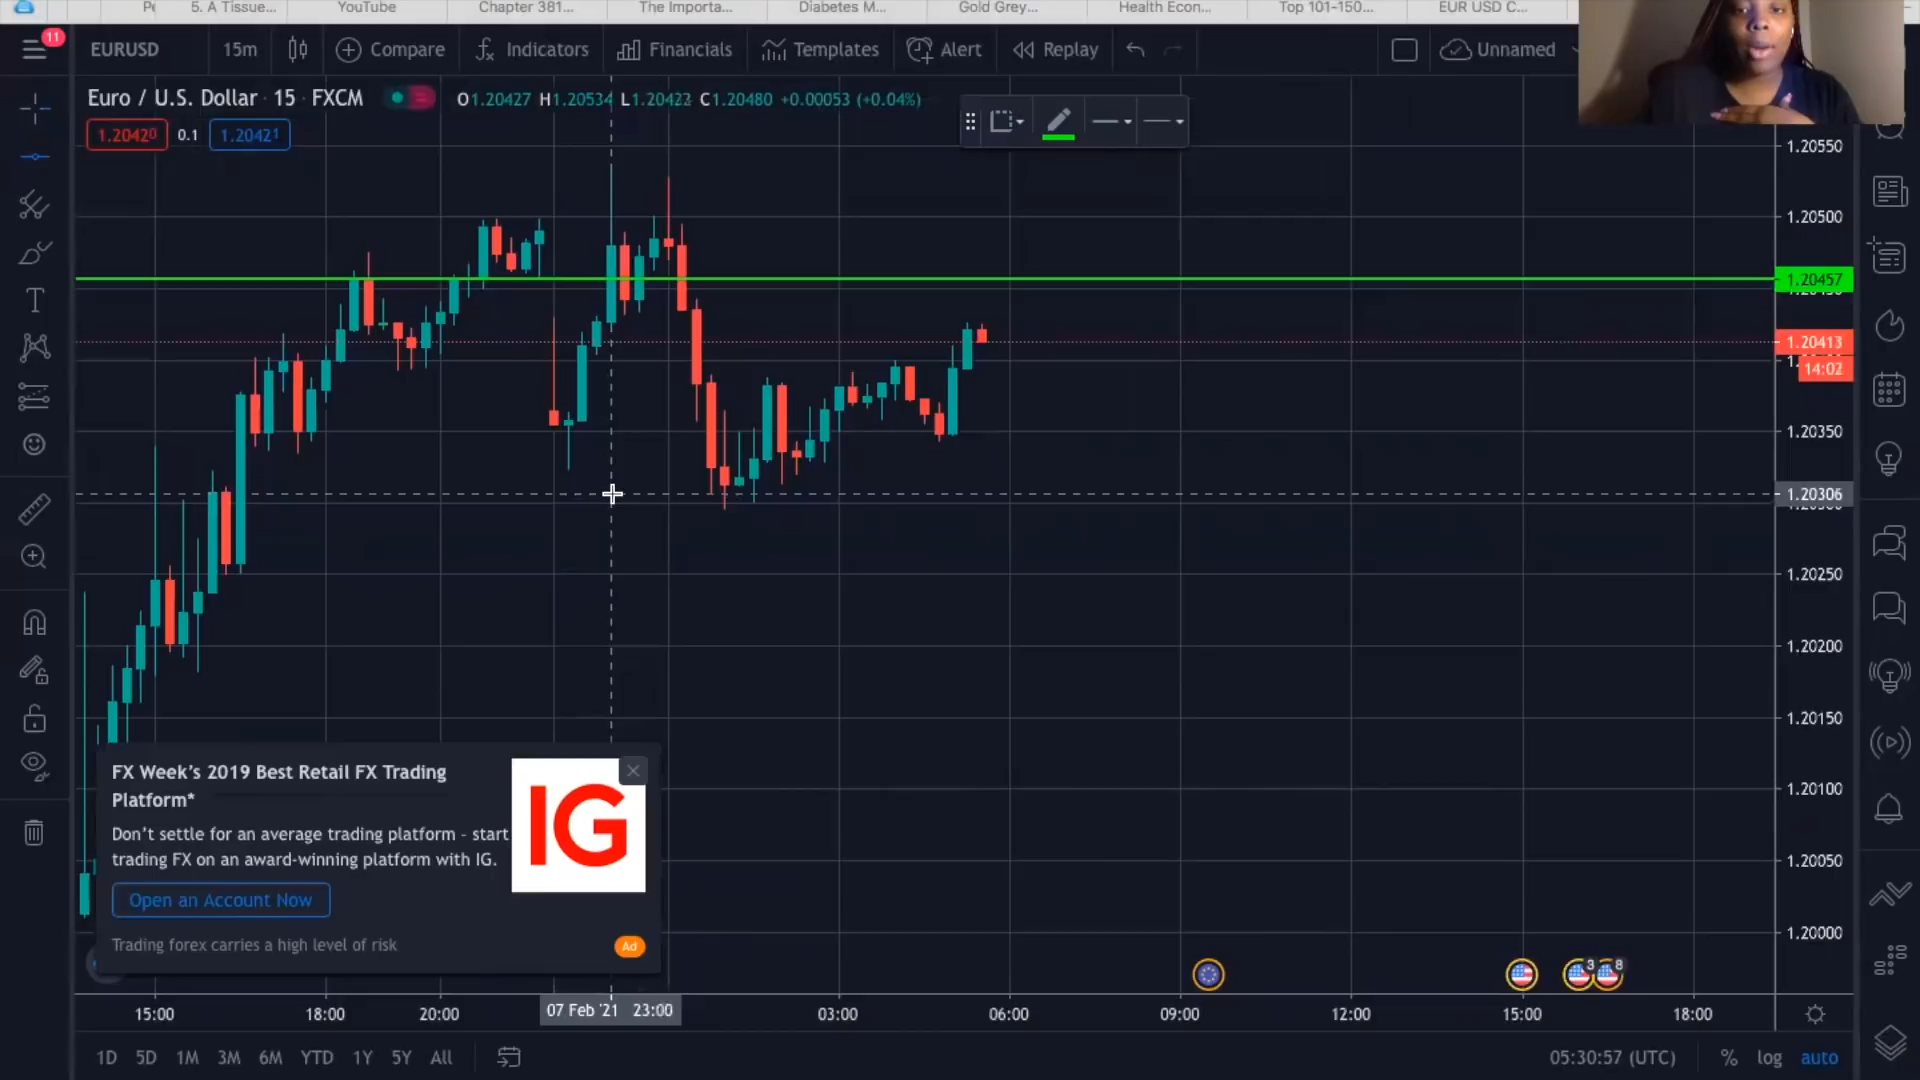 5. A Tissue... YouTube Chapter 381... The Importa... Diabetes M... Gold Grey... Health Econ... Top 101-150... EUR USD C...
11
EURUSD 15m Compare Indicators Financials Templates Alert Replay Unnamed
Euro / U.S. Dollar · 15 · FXCM O1.20427 H1.20534 L1.20423 C1.20480 +0.00053 (+0.04%)
1.20420 0.1 1.20421
1.20550
1.20500
1.20457
1.20413
14:02
1.20350
1.20306
1.20250
1.20200
1.20150
1.20100
1.20050
1.20000
FX Week's 2019 Best Retail FX Trading
Platform*
Don't settle for an average trading platform - start
trading FX on an award-winning platform with IG.
IG
Open an Account Now
Trading forex carries a high level of risk
Ad
3 8
15:00 18:00 20:00 07 Feb '21 23:00 03:00 06:00 09:00 12:00 15:00 18:00
1D 5D 1M 3M 6M YTD 1Y 5Y All 05:30:57 (UTC) % log auto